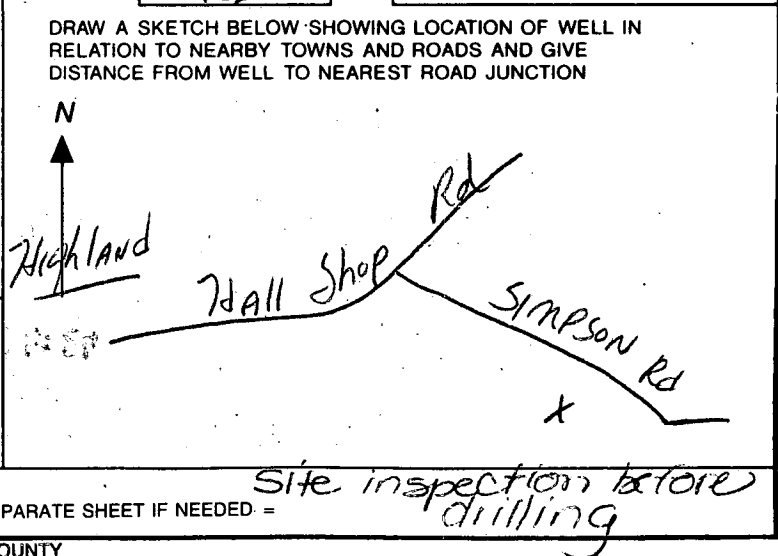 DRAW A SKETCH BELOW SHOWING LOCATION OF WELL IN
RELATION TO NEARBY TOWNS AND ROADS AND GIVE
DISTANCE FROM WELL TO NEAREST ROAD JUNCTION
N
Highland
Hall Shop Rd
SIMPSON Rd
X
Site inspection before
drilling
PARATE SHEET IF NEEDED =
OUNTY